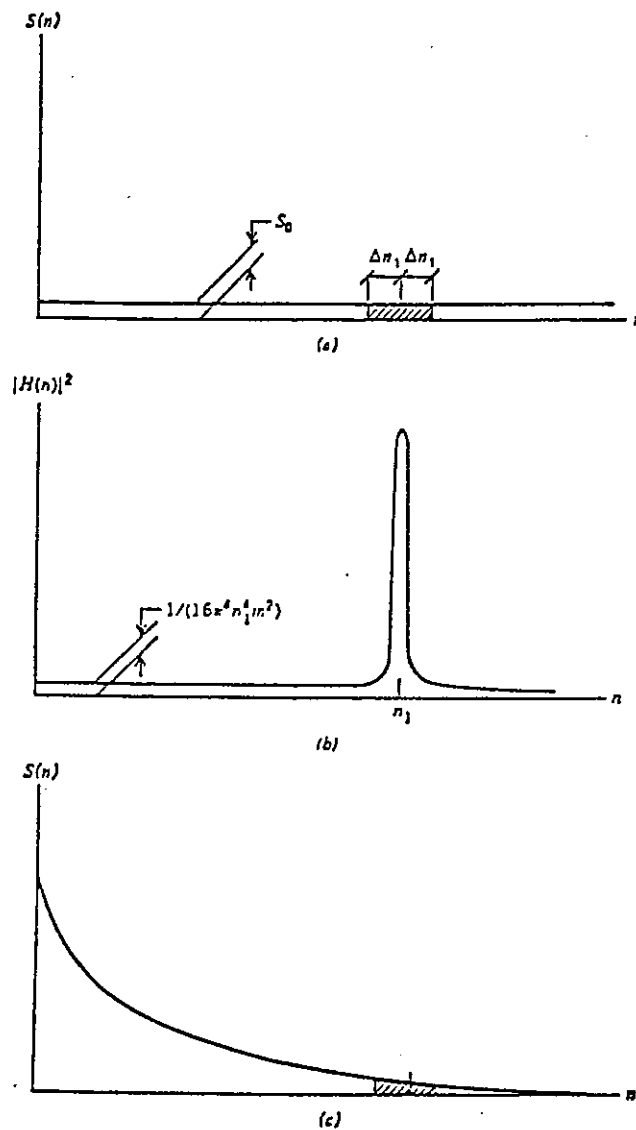 S(n)
S₀
Δn₁ Δn₁
(a)
|H(n)|²
1/(16π⁴n₁⁴m²)
n
n₁
(b)
S(n)
n
(c)